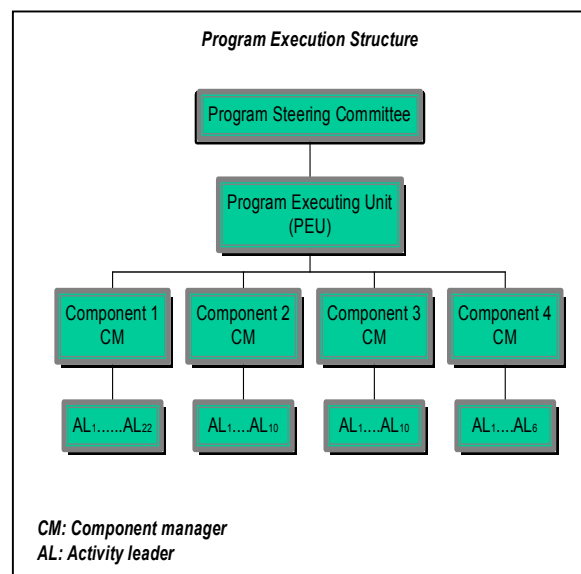 Program Execution Structure
Program Steering Committee
Program Executing Unit
(PEU)
Component 1
CM
Component 2
CM
Component 3
CM
Component 4
CM
AL₁......AL₂₂
AL₁....AL₁₀
AL₁....AL₁₀
AL₁....AL₆
CM: Component manager
AL: Activity leader